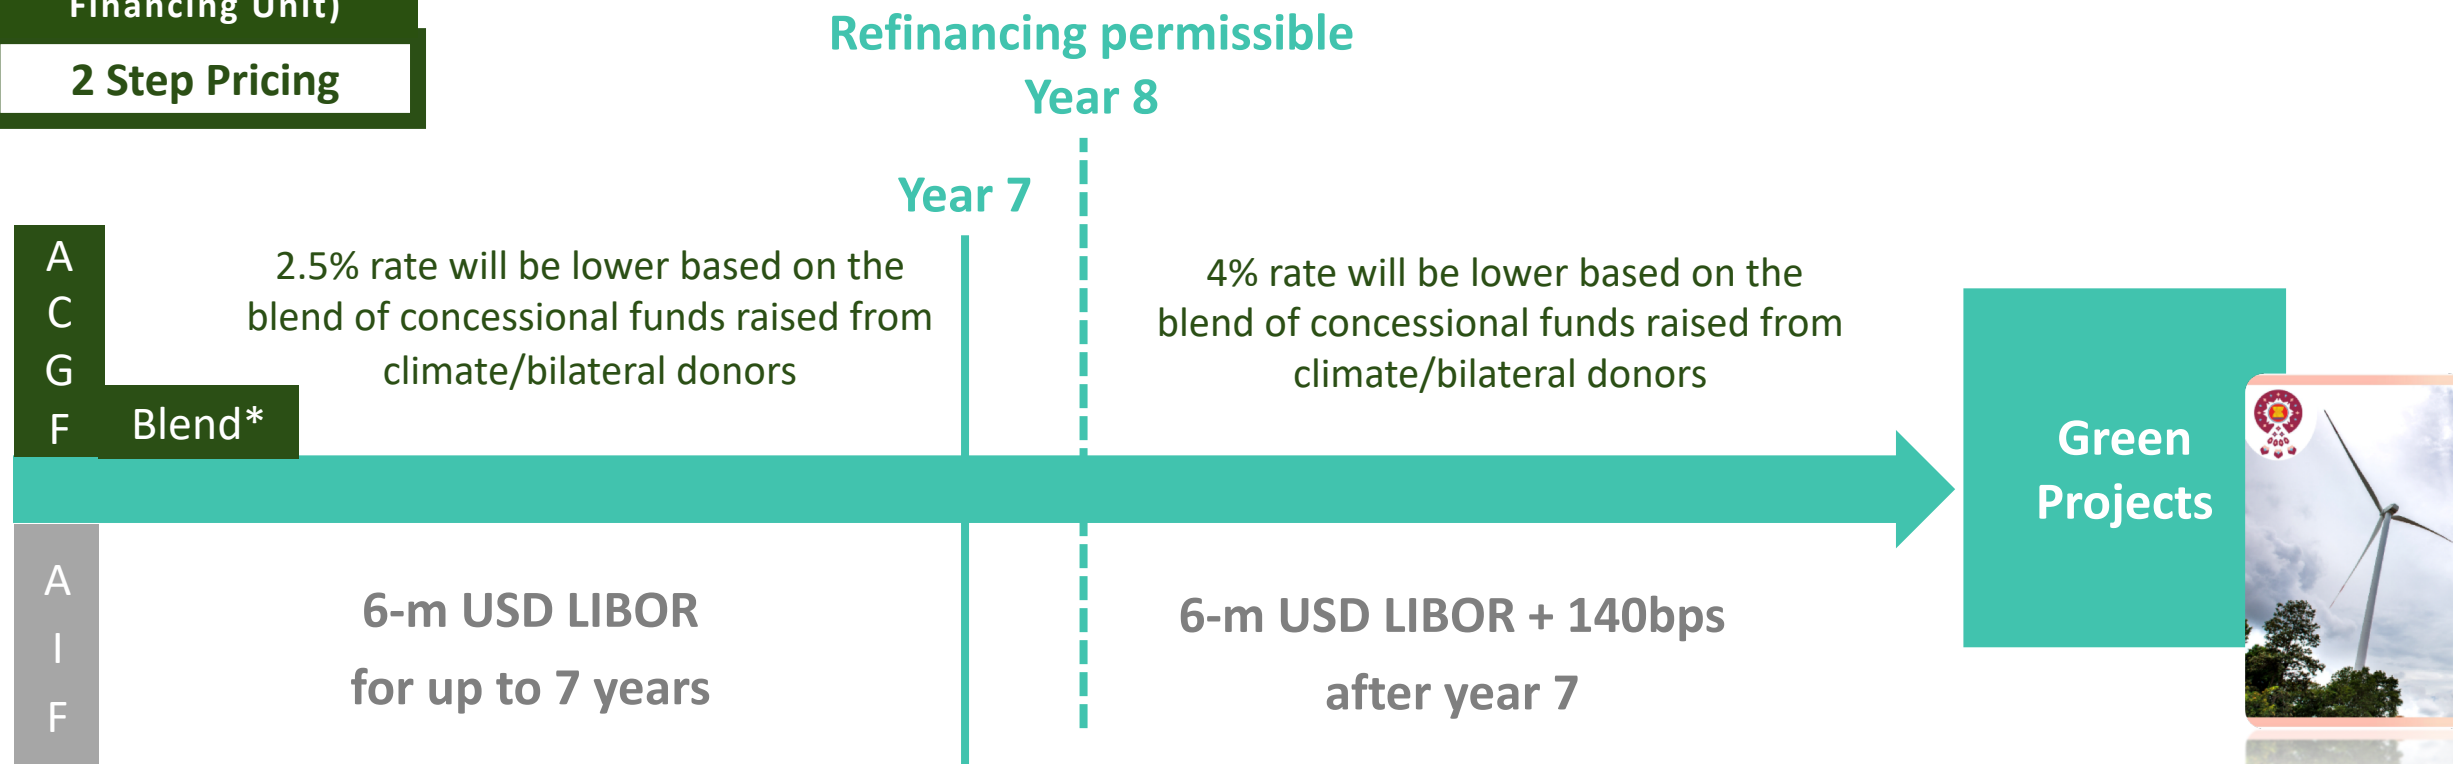 Financing Unit)
2 Step Pricing
Refinancing permissible
Year 8
Year 7
A
C
G
F
Blend*
2.5% rate will be lower based on the
blend of concessional funds raised from
climate/bilateral donors
4% rate will be lower based on the
blend of concessional funds raised from
climate/bilateral donors
Green
Projects
A
I
F
6-m USD LIBOR
for up to 7 years
6-m USD LIBOR + 140bps
after year 7